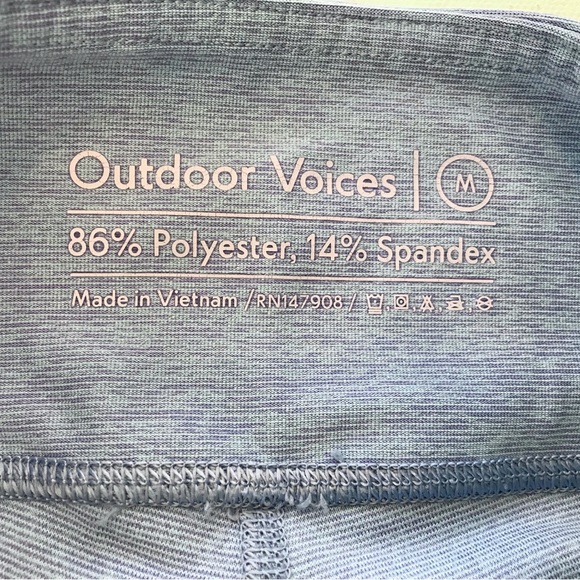 Outdoor Voices | M
86% Polyester, 14% Spandex
Made in Vietnam /RN147908/